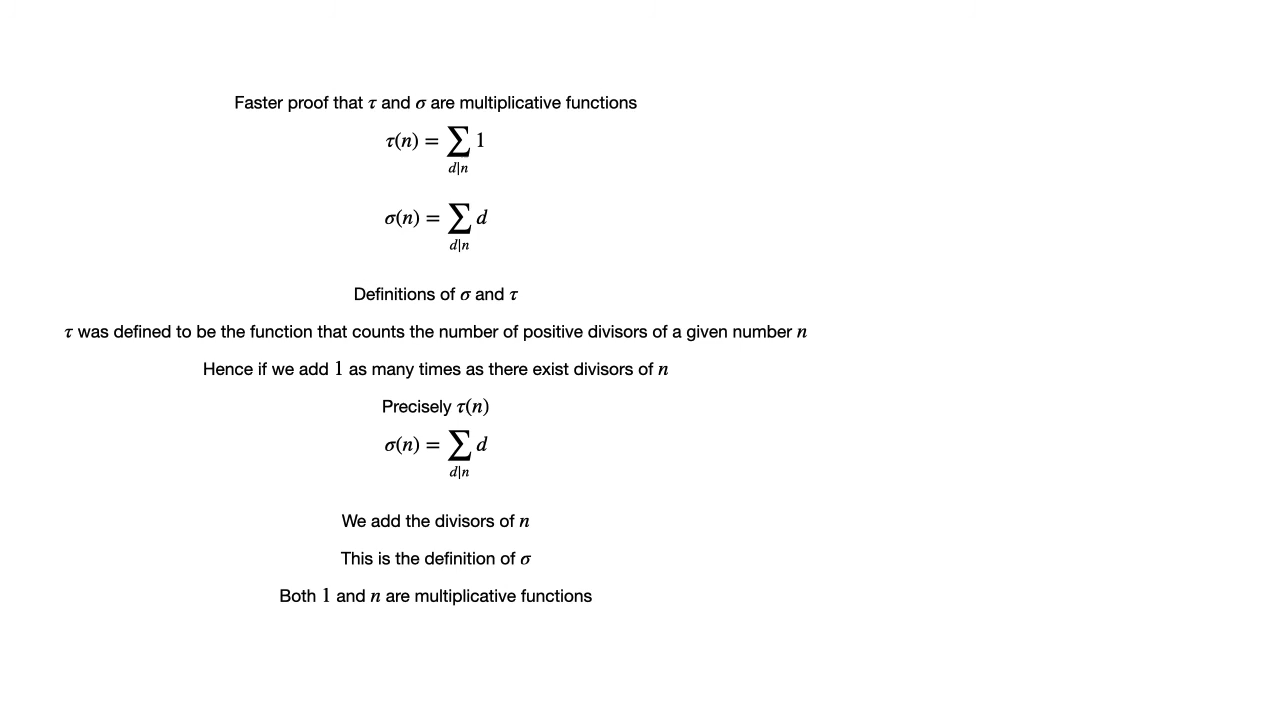 Faster proof that τ and σ are multiplicative functions
τ(n) = ∑ 1
d|n
σ(n) = ∑ d
d|n
Definitions of σ and τ
τ was defined to be the function that counts the number of positive divisors of a given number n
Hence if we add 1 as many times as there exist divisors of n
Precisely τ(n)
σ(n) = ∑ d
d|n
We add the divisors of n
This is the definition of σ
Both 1 and n are multiplicative functions